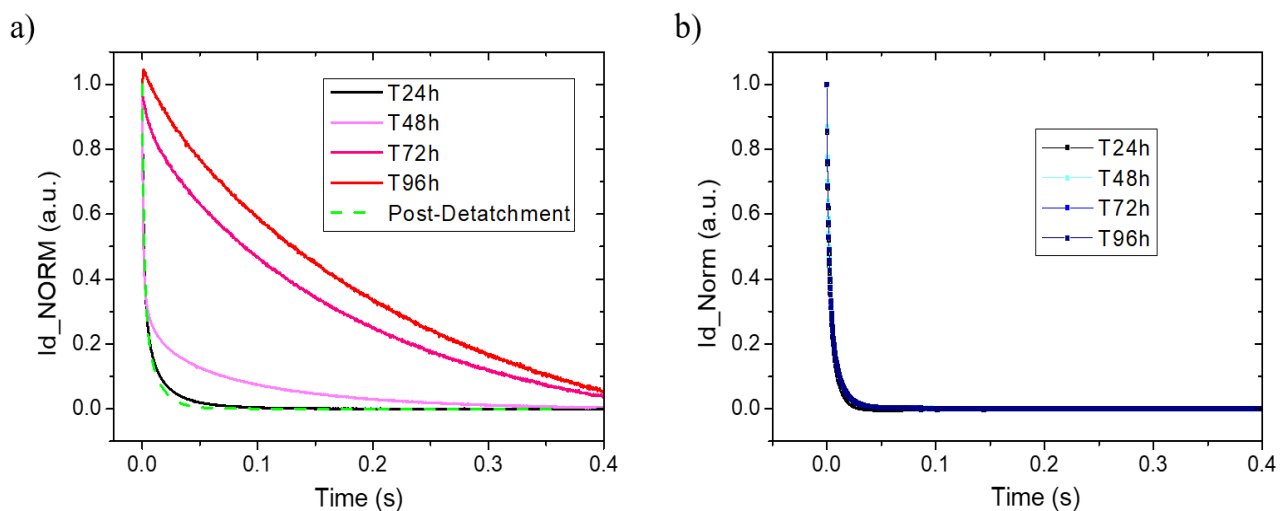 a)
Id_NORM (a.u.)
1.0
0.8
0.6
0.4
0.2
0.0
0.0 0.1 0.2 0.3 0.4
Time (s)
T24h
T48h
T72h
T96h
Post-Detatchment
b)
Id_Norm (a.u.)
1.0
0.8
0.6
0.4
0.2
0.0
0.0 0.1 0.2 0.3 0.4
Time (s)
T24h
T48h
T72h
T96h